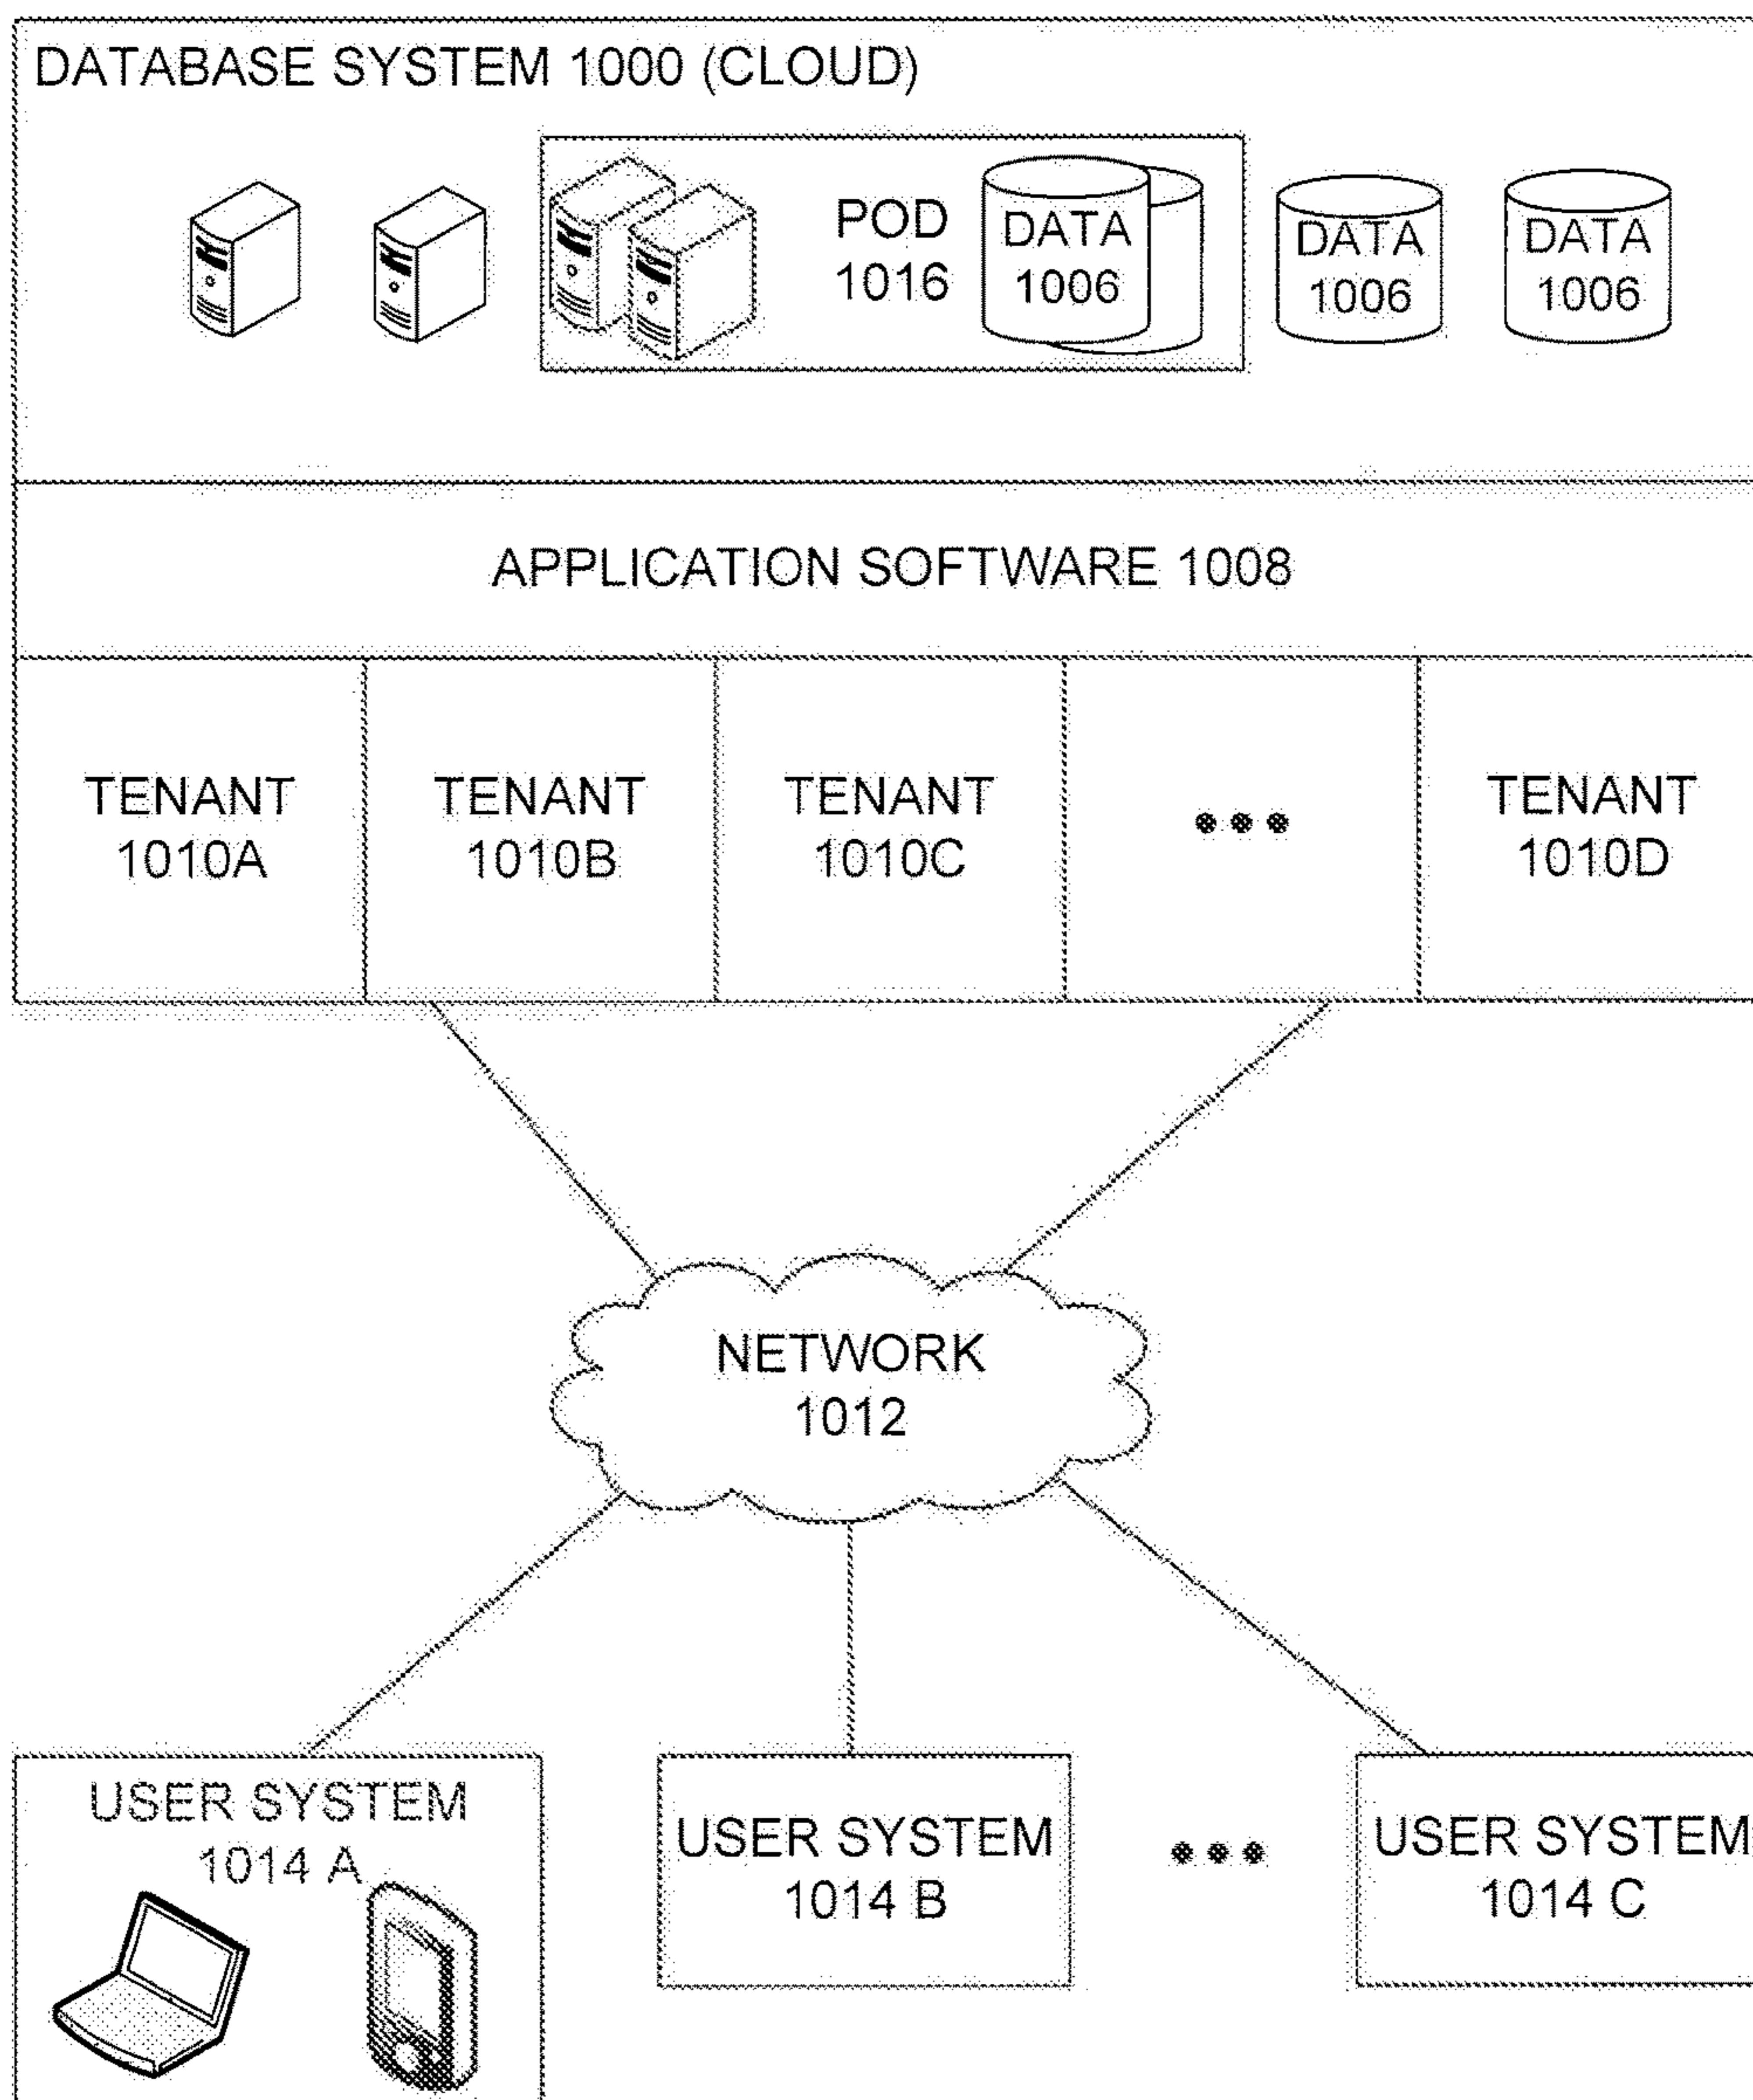 DATABASE SYSTEM 1000 (CLOUD)
POD
1016
DATA
1006
DATA
1006
DATA
1006
APPLICATION SOFTWARE 1008
TENANT
1010A
TENANT
1010B
TENANT
1010C
TENANT
1010D
NETWORK
1012
USER SYSTEM
1014 A
USER SYSTEM
1014 B
USER SYSTEM
1014 C